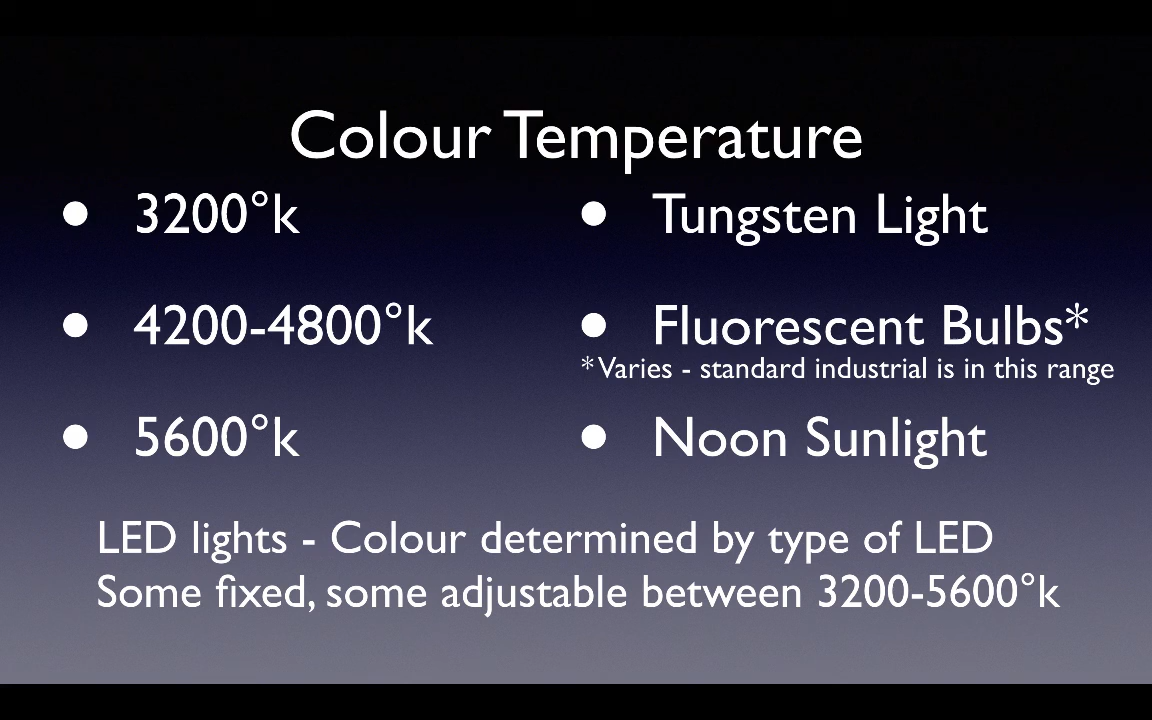 Colour Temperature
• 3200°k
• Tungsten Light
• 4200-4800°k
• Fluorescent Bulbs*
*Varies - standard industrial is in this range
• 5600°k
• Noon Sunlight
LED lights - Colour determined by type of LED
Some fixed, some adjustable between 3200-5600°k